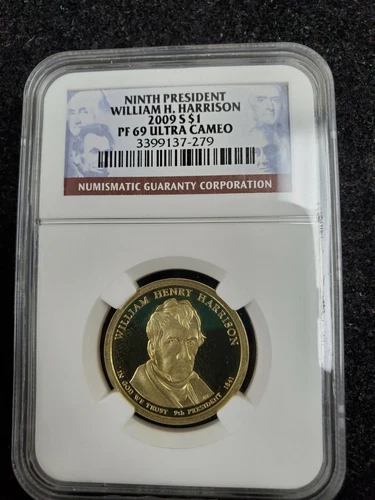 NINTH PRESIDENT
WILLIAM H. HARRISON
2009 S $1
PF 69 ULTRA CAMEO
3399137-279
NUMISMATIC GUARANTY CORPORATION
WILLIAM HENRY HARRISON
IN GOD WE TRUST 9th PRESIDENT 1841